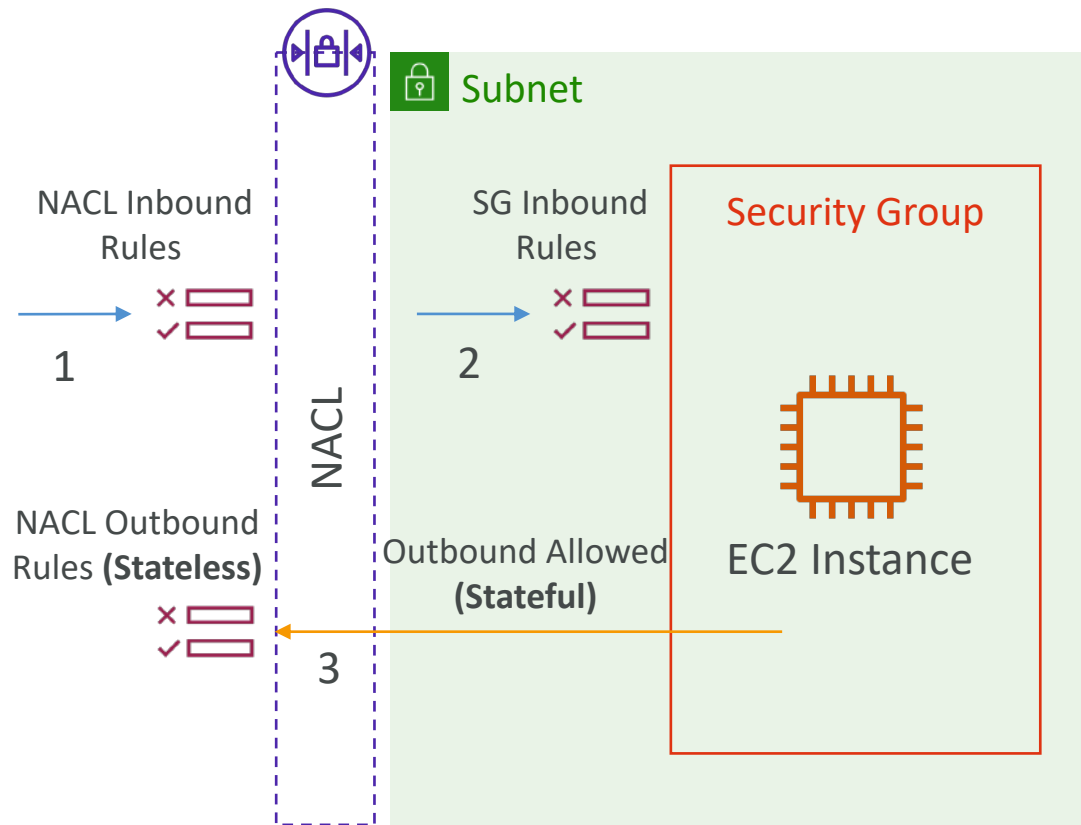 Subnet
NACL Inbound
Rules
SG Inbound
Rules
Security Group
1
2
NACL
NACL Outbound
Rules (Stateless)
Outbound Allowed
(Stateful)
EC2 Instance
3